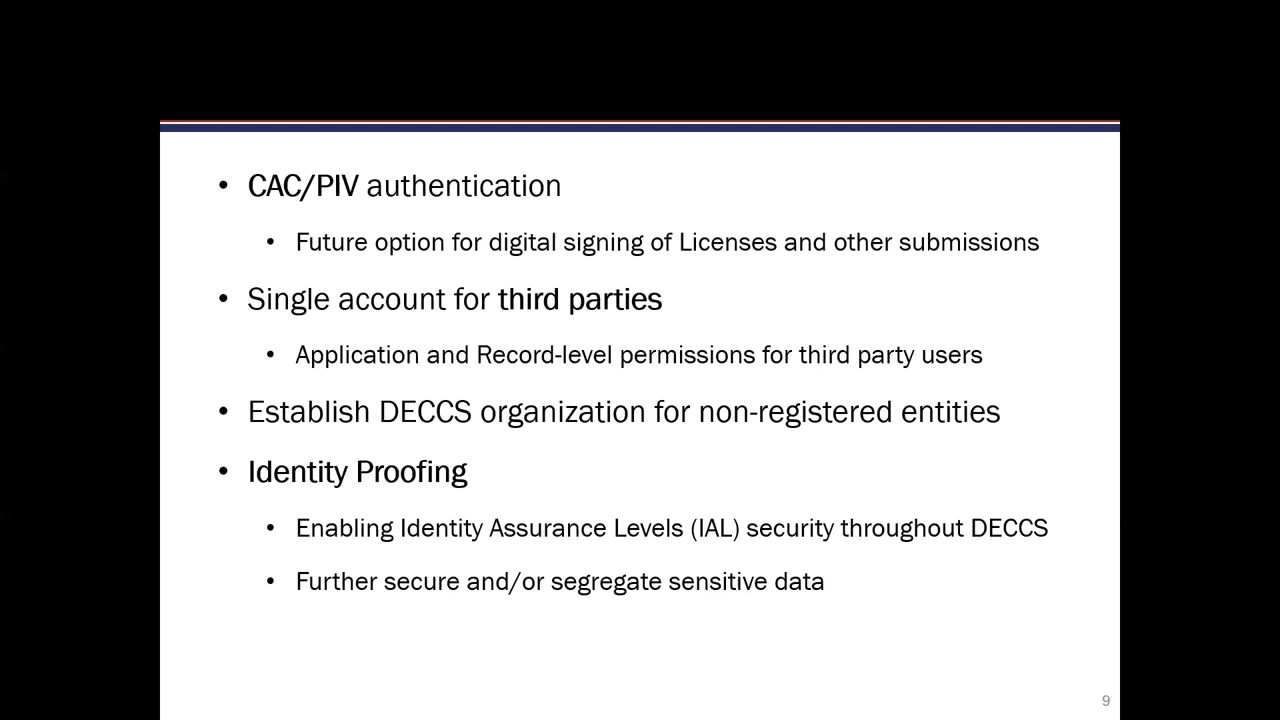 • CAC/PIV authentication
• Future option for digital signing of Licenses and other submissions
• Single account for third parties
• Application and Record-level permissions for third party users
• Establish DECCS organization for non-registered entities
• Identity Proofing
• Enabling Identity Assurance Levels (IAL) security throughout DECCS
• Further secure and/or segregate sensitive data
9